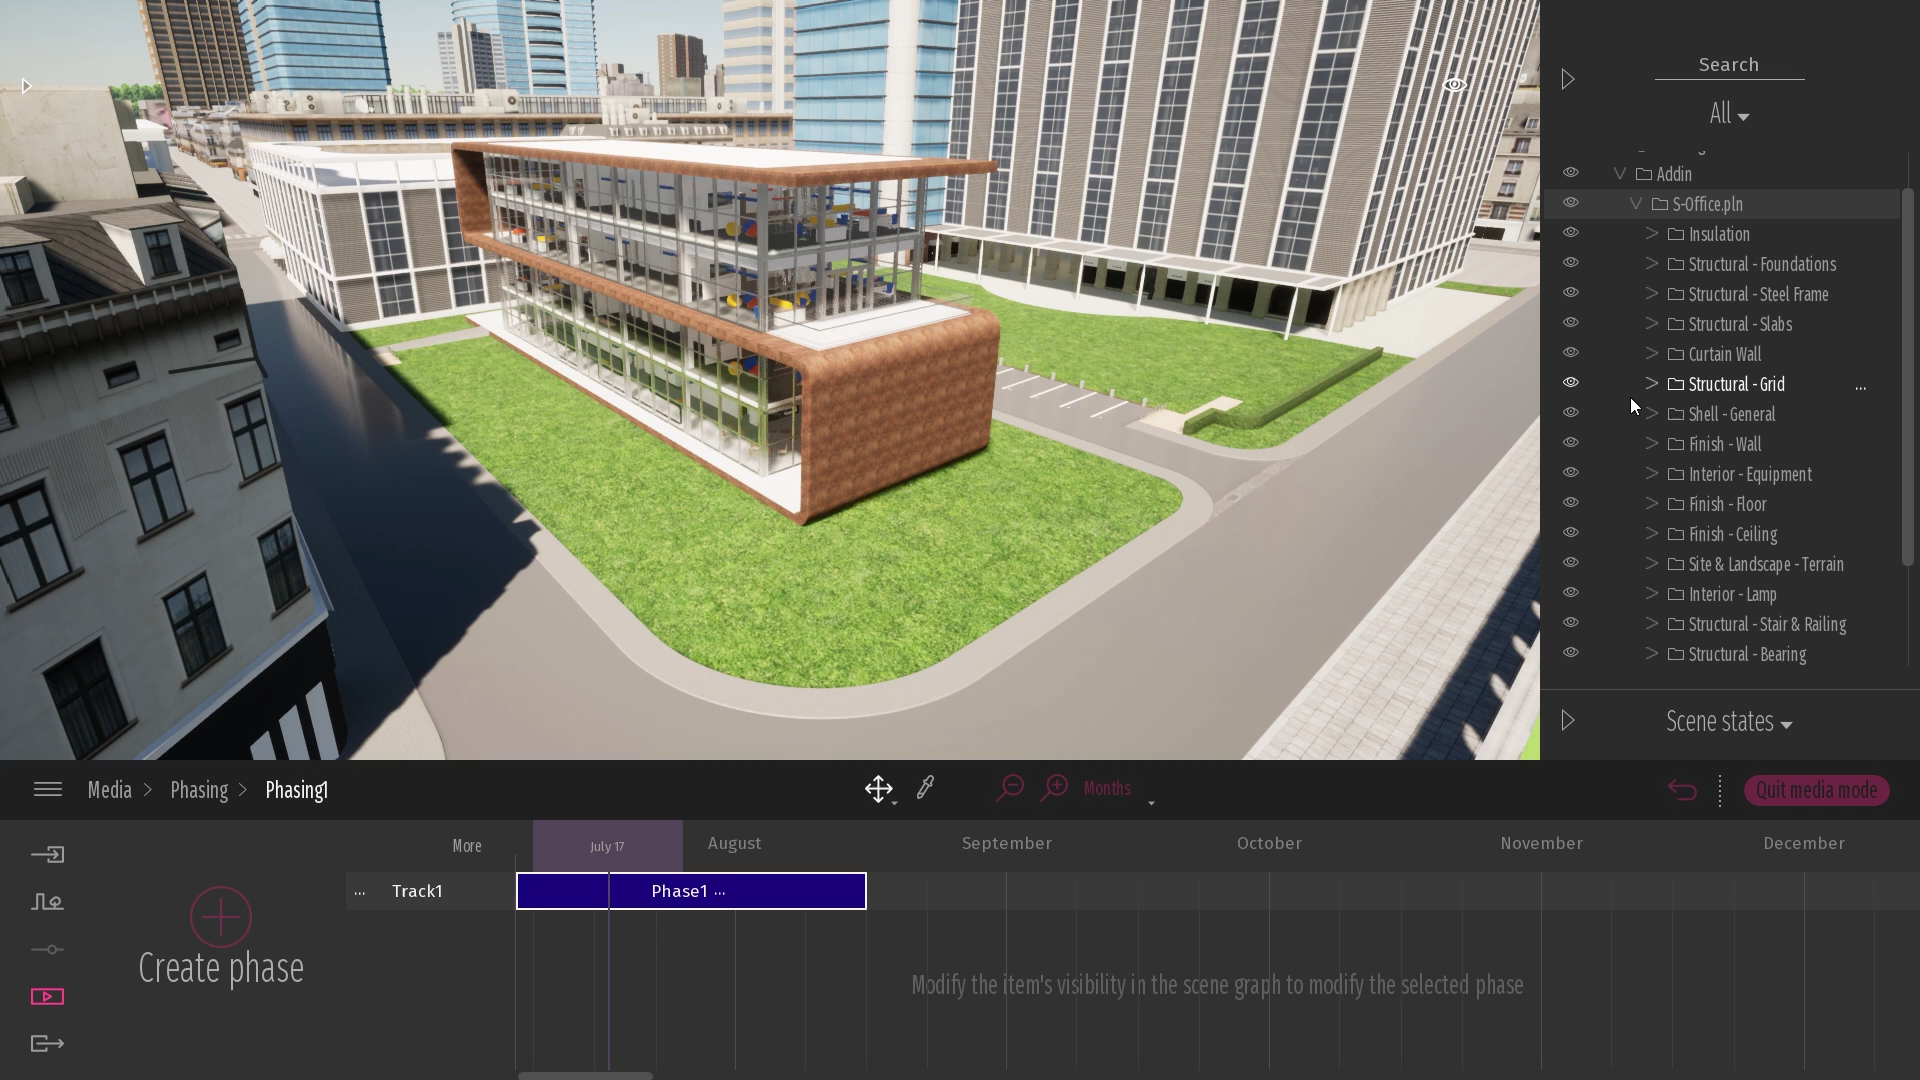 Search
All
Addin
S-Office.pln
Insulation
Structural - Foundations
Structural - Steel Frame
Structural - Slabs
Curtain Wall
Structural - Grid ...
Shell - General
Finish - Wall
Interior - Equipment
Finish - Floor
Finish - Ceiling
Site & Landscape - Terrain
Interior - Lamp
Structural - Stair & Railing
Structural - Bearing
Scene states
Media > Phasing > Phasing1
Months
Quit media mode
More
July 17
August
September
October
November
December
... Track1
Phase1 ...
Create phase
Modify the item's visibility in the scene graph to modify the selected phase